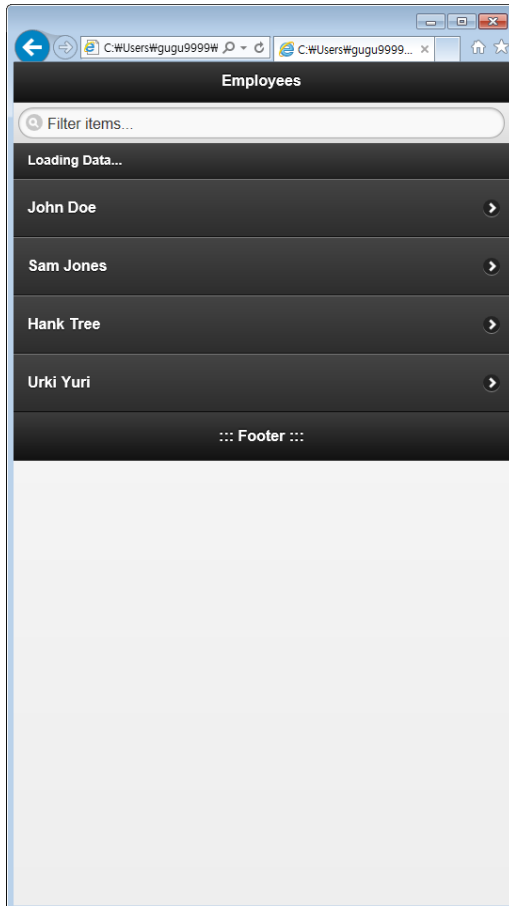 C:₩Users₩gugu9999₩
C:₩Users₩gugu9999...
Employees
Filter items...
Loading Data...
John Doe
Sam Jones
Hank Tree
Urki Yuri
::: Footer :::